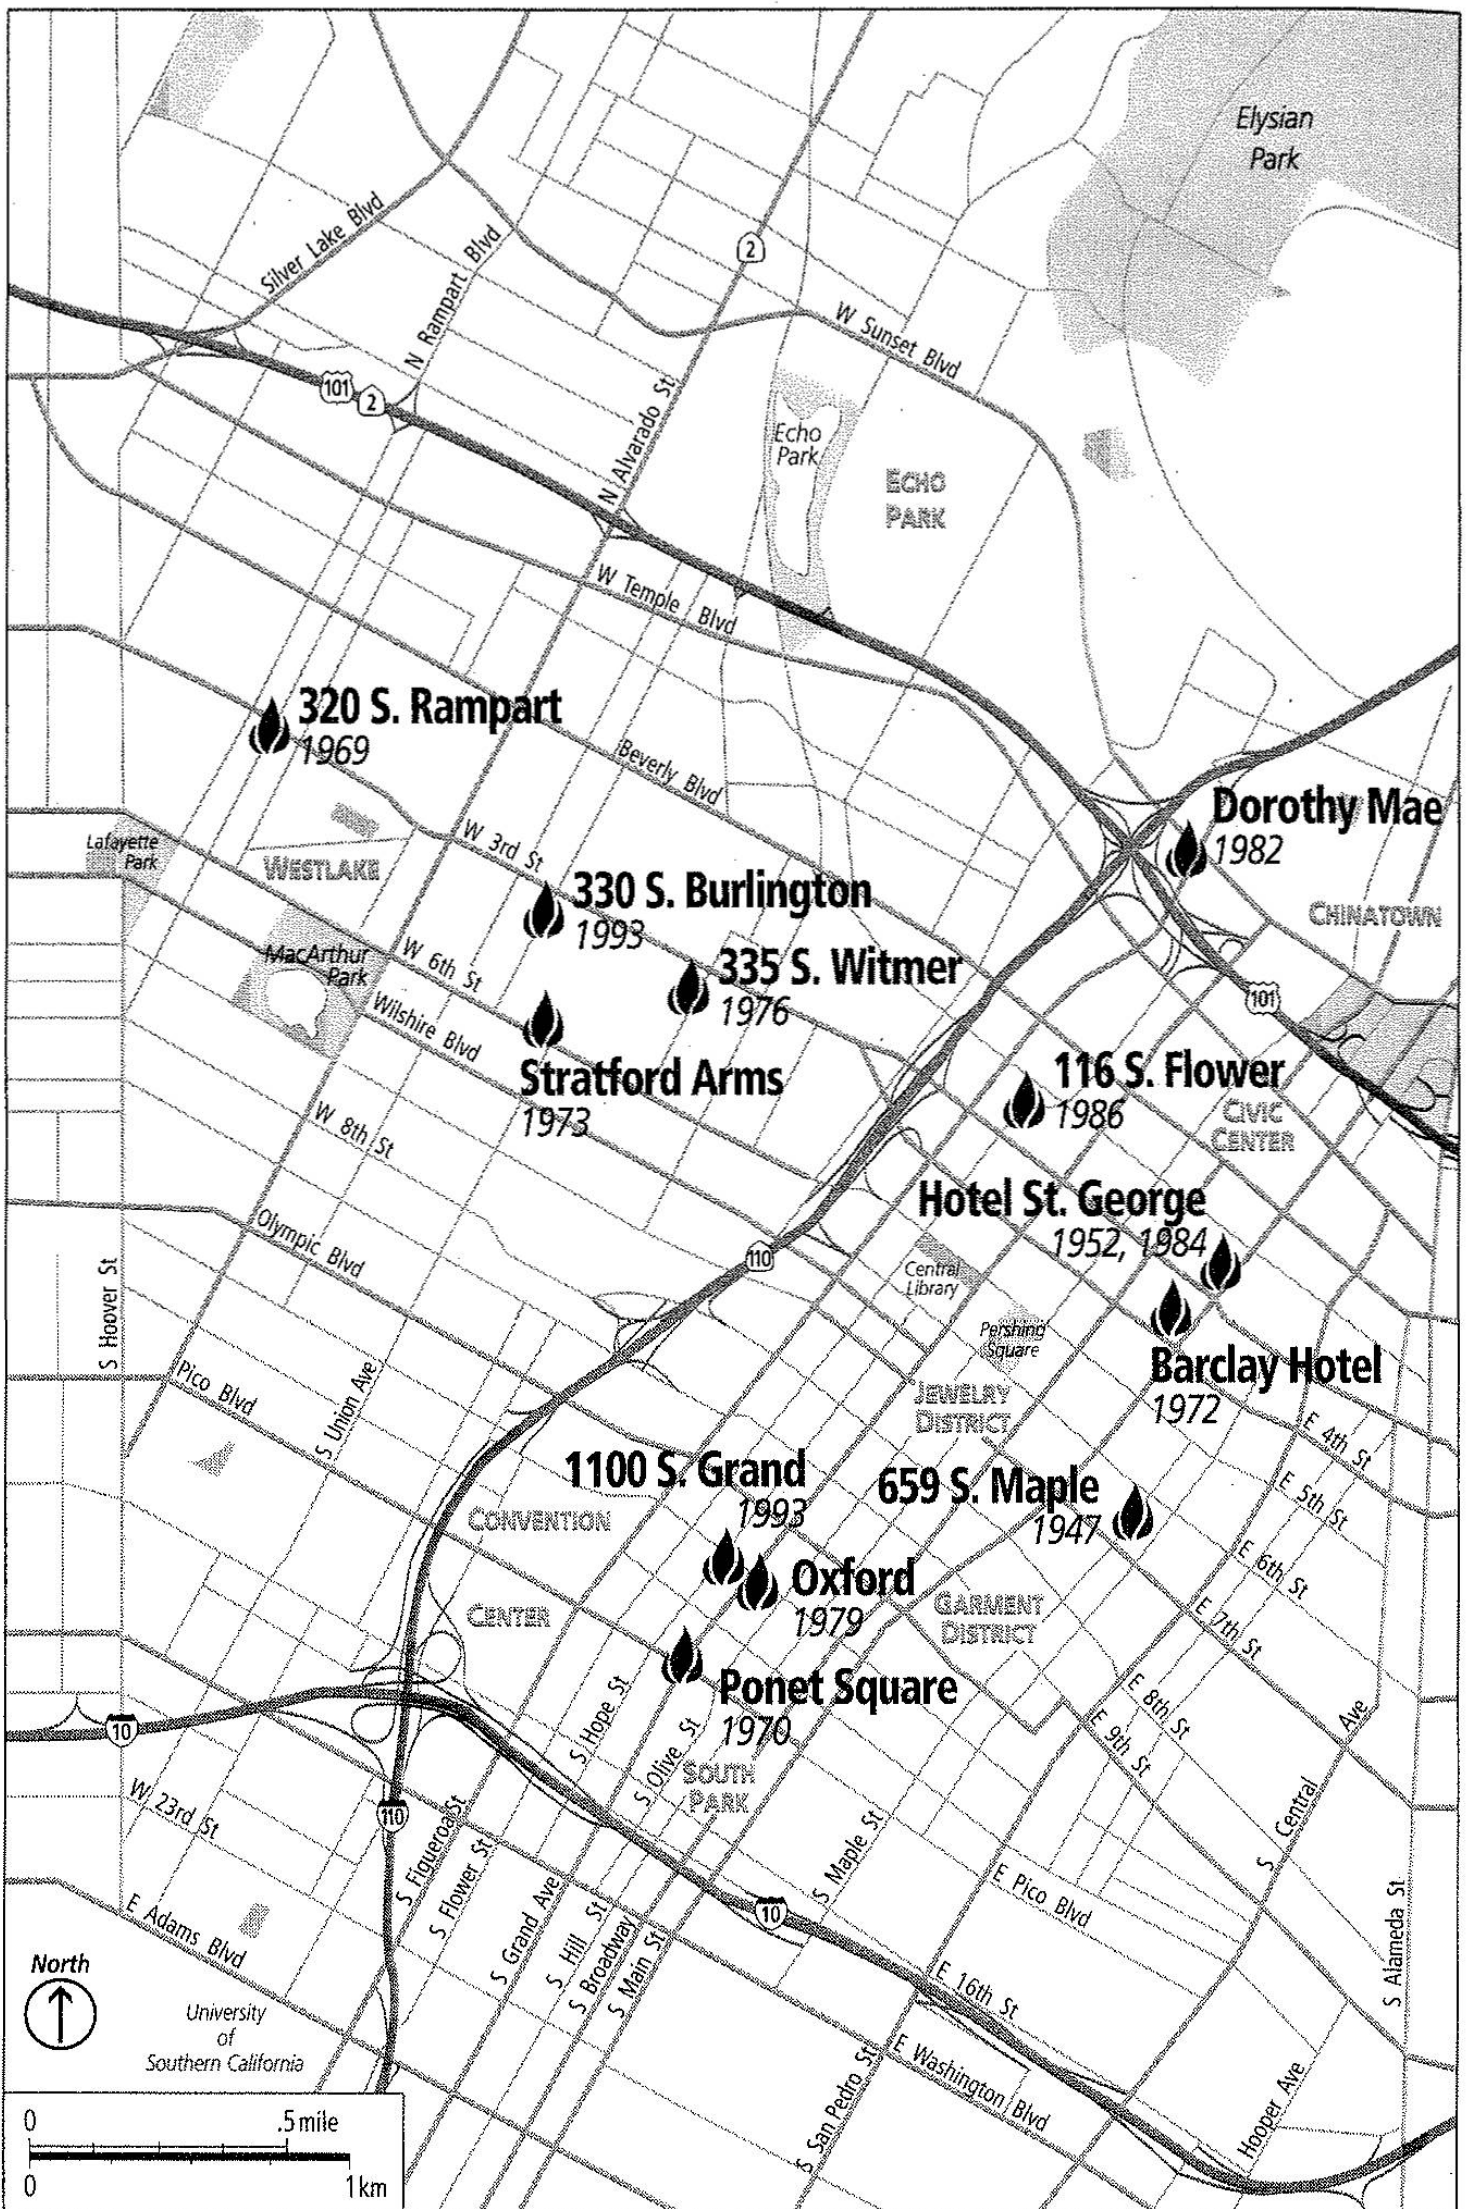 Elysian
Park
Silver Lake Blvd
N Rampart Blvd
2
W Sunset Blvd
101
2
N Alvarado St
Echo
Park
ECHO
PARK
W Temple Blvd
320 S. Rampart
1969
Beverly Blvd
Dorothy Mae
1982
Lafayette
Park
WESTLAKE
W 3rd St
330 S. Burlington
1993
CHINATOWN
MacArthur
Park
W 6th St
335 S. Witmer
1976
101
Wilshire Blvd
Stratford Arms
1973
116 S. Flower
1986
CIVIC
CENTER
W 8th St
Hotel St. George
1952, 1984
Olympic Blvd
110
Central
Library
S Hoover St
Pershing
Square
Barclay Hotel
1972
Pico Blvd
S Union Ave
JEWELRY
DISTRICT
E 4th St
1100 S. Grand
1993
659 S. Maple
1947
E 5th St
CONVENTION
E 6th St
Oxford
1979
CENTER
GARMENT
DISTRICT
E 7th St
Ponet Square
1970
S Hope St
E 8th St
10
E 9th St
S Olive St
SOUTH
PARK
W 23rd St
110
S Figueroa St
S Flower St
S Grand Ave
S Hill St
S Broadway
S Main St
S Maple St
S Central Ave
E Pico Blvd
10
E Adams Blvd
S Alameda St
North
E 16th St
University
of
Southern California
E Washington Blvd
S San Pedro St
Hooper Ave
0 .5 mile
0 1 km